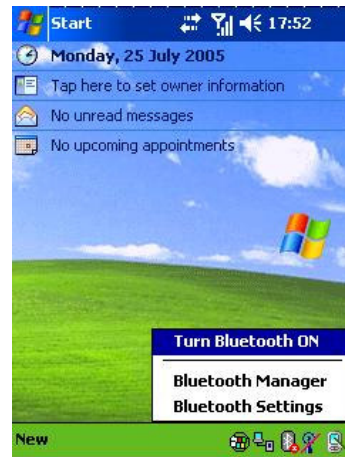 Start 17:52
Monday, 25 July 2005
Tap here to set owner information
No unread messages
No upcoming appointments
Turn Bluetooth ON
Bluetooth Manager
Bluetooth Settings
New